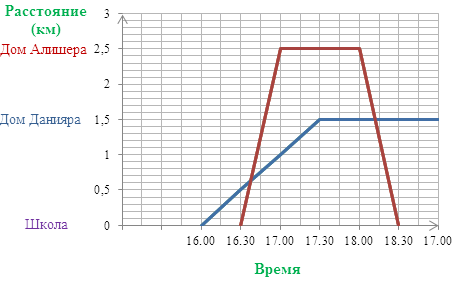 Расстояние
(км)
3
Дом Алишера 2,5
2
Дом Данияра 1,5
1
0,5
Школа 0
16.00 16.30 17.00 17.30 18.00 18.30 17.00
Время